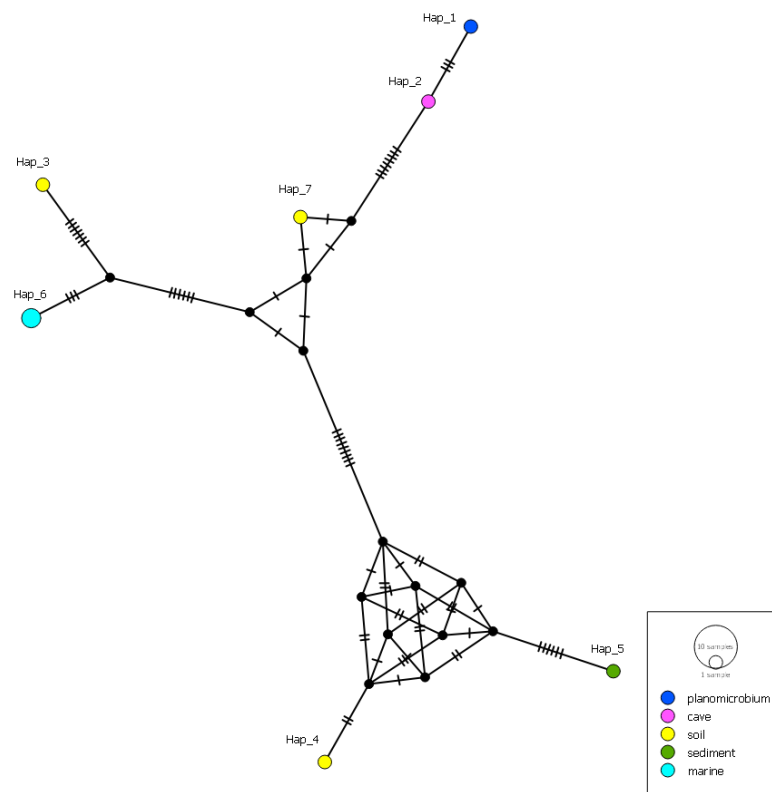 Hap_1
Hap_2
Hap_3
Hap_7
Hap_6
Hap_5
Hap_4
10 samples
1 sample
planomicrobium
cave
soil
sediment
marine